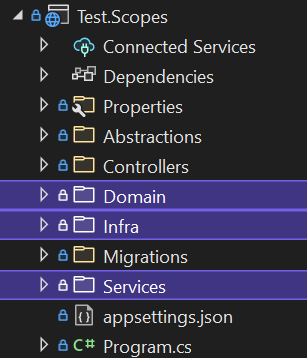 Test.Scopes
Connected Services
Dependencies
Properties
Abstractions
Controllers
Domain
Infra
Migrations
Services
appsettings.json
C# Program.cs